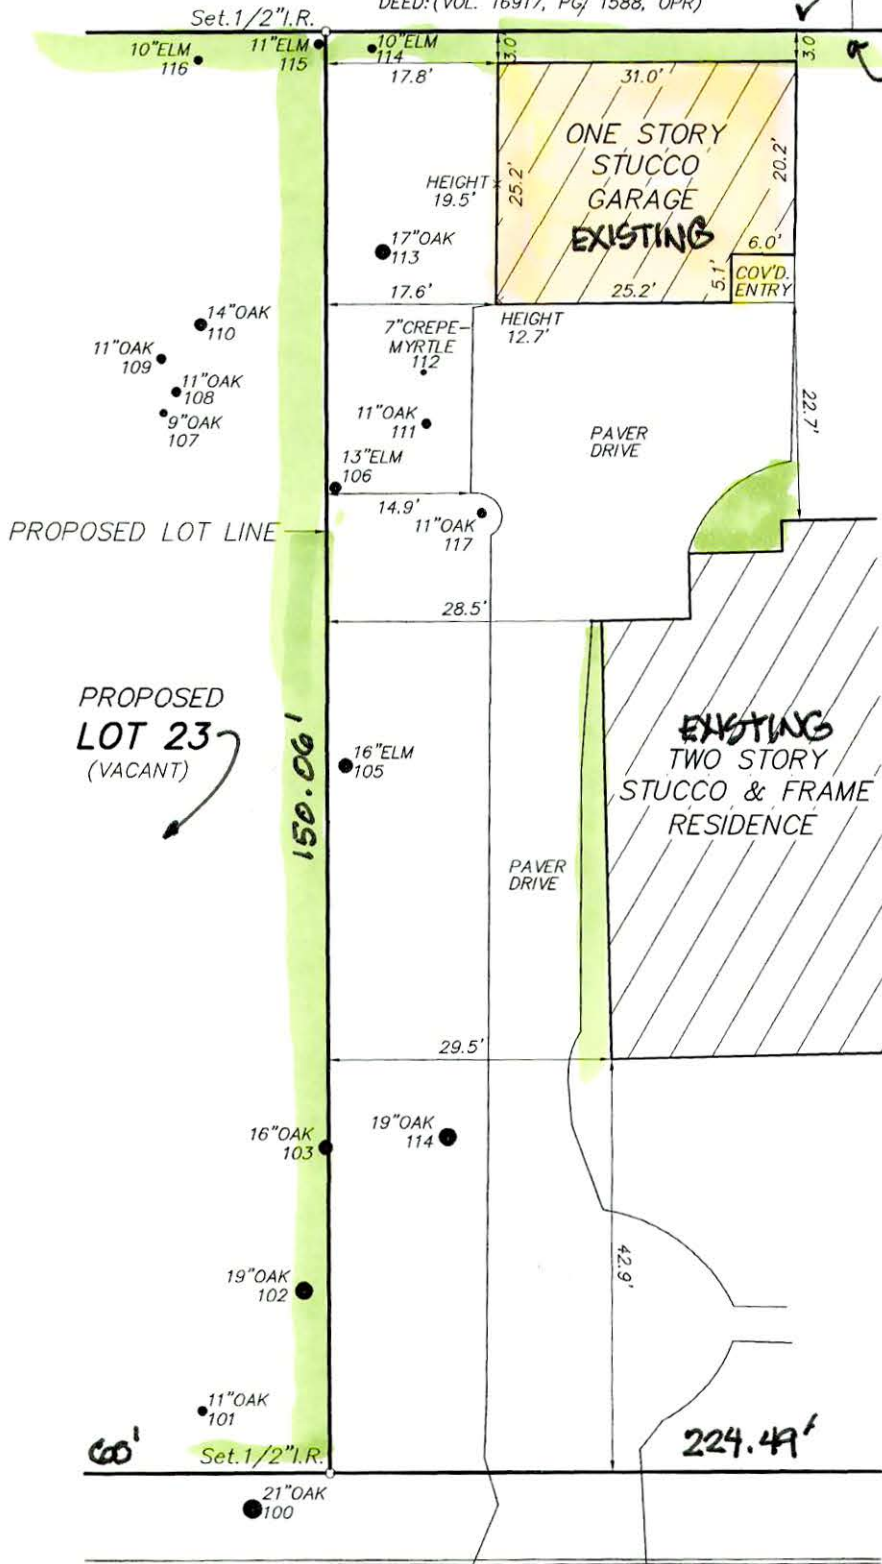 DEED:(VOL. 16917, PG/ 1588, OPR)
Set.1/2"I.R.
10"ELM
116
11"ELM
115
10"ELM
114
3.0'
3.0
17.8'
31.0'
ONE STORY
STUCCO
GARAGE
EXISTING
HEIGHT
19.5'
25.2'
20.2'
17"OAK
113
6.0'
5.1'
COV'D.
ENTRY
17.6'
25.2'
14"OAK
110
HEIGHT
12.7'
7"CREPE-
MYRTLE
112
11"OAK
109
11"OAK
108
9"OAK
107
22.7'
11"OAK
111
PAVER
DRIVE
13"ELM
106
14.9'
11"OAK
117
PROPOSED LOT LINE
28.5'
PROPOSED
LOT 23
(VACANT)
150.06'
16"ELM
105
EXISTING
TWO STORY
STUCCO & FRAME
RESIDENCE
PAVER
DRIVE
29.5'
16"OAK
103
19"OAK
114
42.9'
19"OAK
102
11"OAK
101
Set.1/2"I.R.
224.49'
21"OAK
100